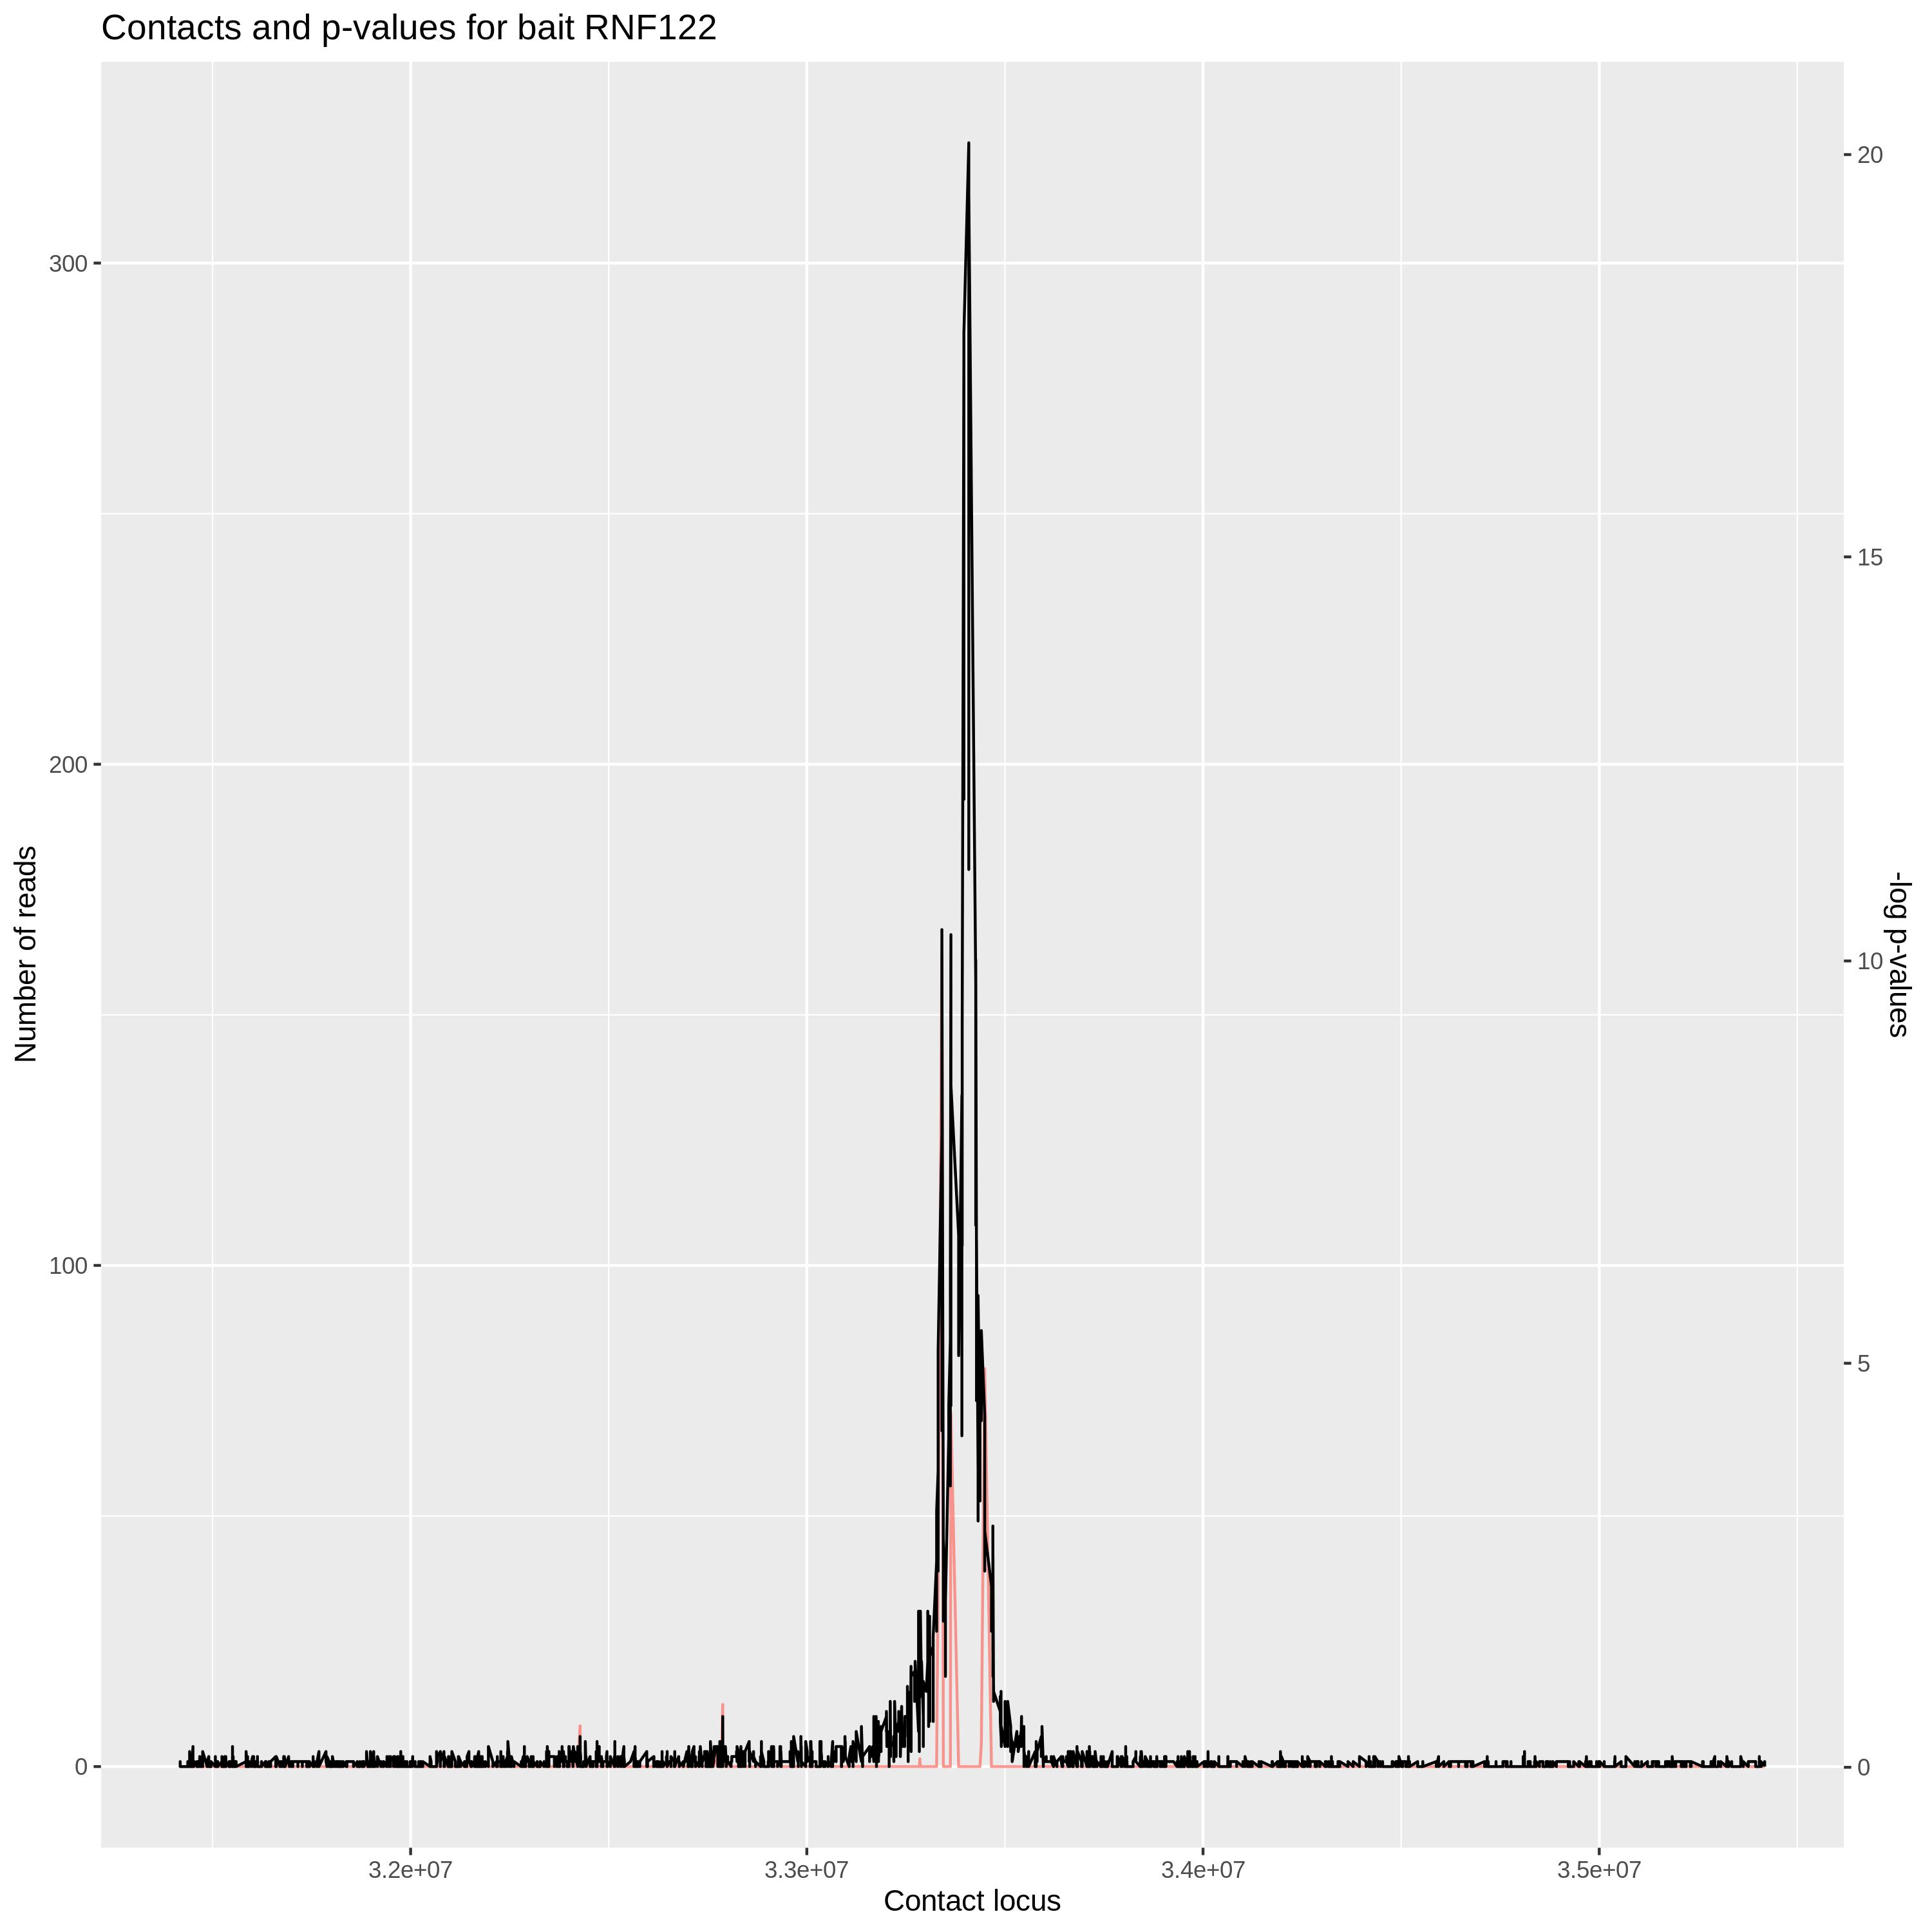 Contacts and p-values for bait RNF122
300
200
100
0
20
15
10
5
0
Number of reads
-log p-values
3.2e+07
3.3e+07
3.4e+07
3.5e+07
Contact locus